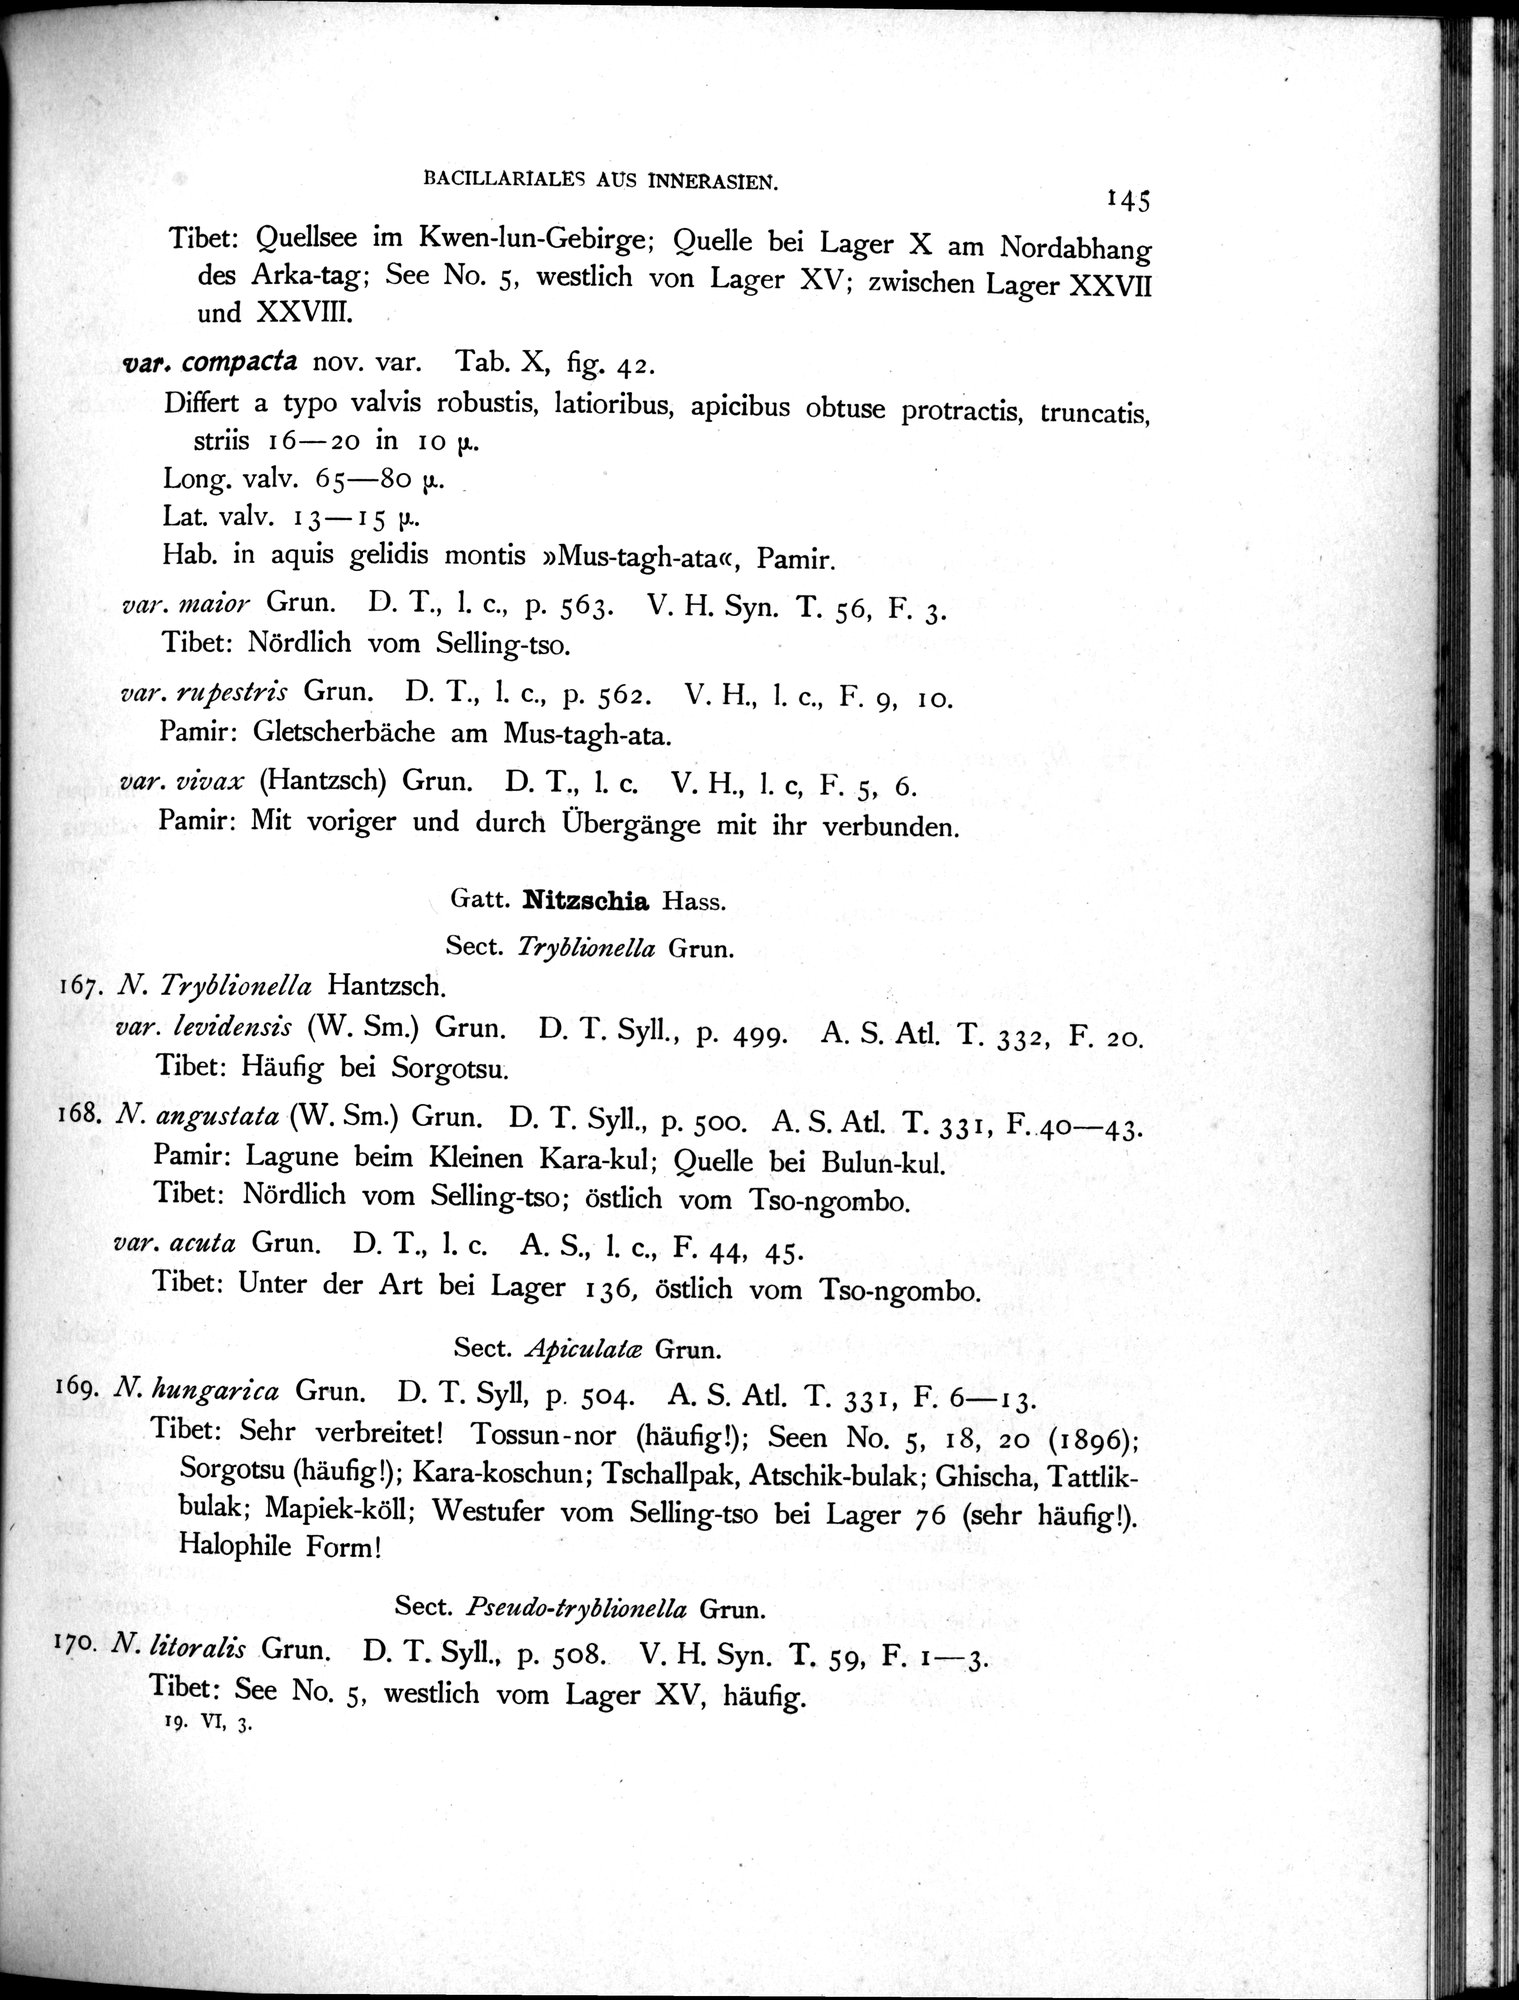 BACILLARIALES AUS INNERASIEN.
145
Tibet: Quellsee im Kwen-lun-Gebirge; Quelle bei Lager X am Nordabhang
des Arka-tag; See No. 5, westlich von Lager XV; zwischen Lager XXVII
und XXVIII.
var. compacta nov. var. Tab. X, fig. 42.
Differt a typo valvis robustis, latioribus, apicibus obtuse protractis, truncatis,
striis 16—20 in 10 µ.
Long. valv. 65—80 µ.
Lat. valv. 13—15 µ.
Hab. in aquis gelidis montis »Mus-tagh-ata«, Pamir.
var. maior Grun. D. T., l. c., p. 563. V. H. Syn. T. 56, F. 3.
Tibet: Nördlich vom Selling-tso.
var. rupestris Grun. D. T., l. c., p. 562. V. H., l. c., F. 9, 10.
Pamir: Gletscherbäche am Mus-tagh-ata.
var. vivax (Hantzsch) Grun. D. T., l. c. V. H., l. c, F. 5, 6.
Pamir: Mit voriger und durch Übergänge mit ihr verbunden.
Gatt. Nitzschia Hass.
Sect. Tryblionella Grun.
167. N. Tryblionella Hantzsch.
var. levidensis (W. Sm.) Grun. D. T. Syll., p. 499. A. S. Atl. T. 332, F. 20.
Tibet: Häufig bei Sorgotsu.
168. N. angustata (W. Sm.) Grun. D. T. Syll., p. 500. A. S. Atl. T. 331, F. 40—43.
Pamir: Lagune beim Kleinen Kara-kul; Quelle bei Bulun-kul.
Tibet: Nördlich vom Selling-tso; östlich vom Tso-ngombo.
var. acuta Grun. D. T., l. c. A. S., l. c., F. 44, 45.
Tibet: Unter der Art bei Lager 136, östlich vom Tso-ngombo.
Sect. Apiculatæ Grun.
169. N. hungarica Grun. D. T. Syll, p. 504. A. S. Atl. T. 331, F. 6—13.
Tibet: Sehr verbreitet! Tossun-nor (häufig!); Seen No. 5, 18, 20 (1896);
Sorgotsu (häufig!); Kara-koschun; Tschallpak, Atschik-bulak; Ghischa, Tattlik-
bulak; Mapiek-köll; Westufer vom Selling-tso bei Lager 76 (sehr häufig!).
Halophile Form!
Sect. Pseudo-tryblionella Grun.
170. N. litoralis Grun. D. T. Syll., p. 508. V. H. Syn. T. 59, F. 1—3.
Tibet: See No. 5, westlich vom Lager XV, häufig.
19. VI, 3.